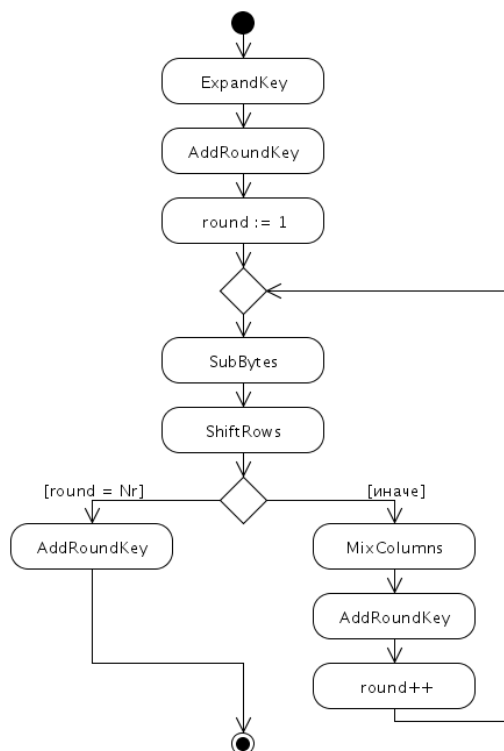 ExpandKey
AddRoundKey
round := 1
SubBytes
ShiftRows
[round = Nr]
[иначе]
AddRoundKey
MixColumns
AddRoundKey
round++